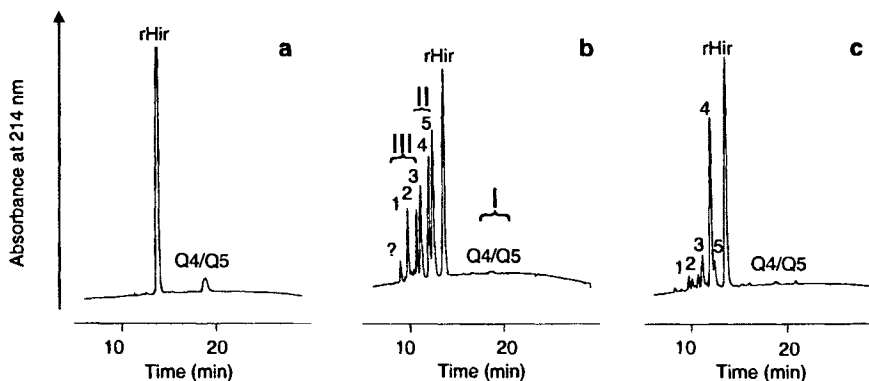 Absorbance at 214 nm
a
rHir
Q4/Q5
10 20
Time (min)
b
rHir
II
5
III
4
3
2
1
?
I
Q4/Q5
10 20
Time (min)
c
rHir
4
3
5
2
1
Q4/Q5
10 20
Time (min)